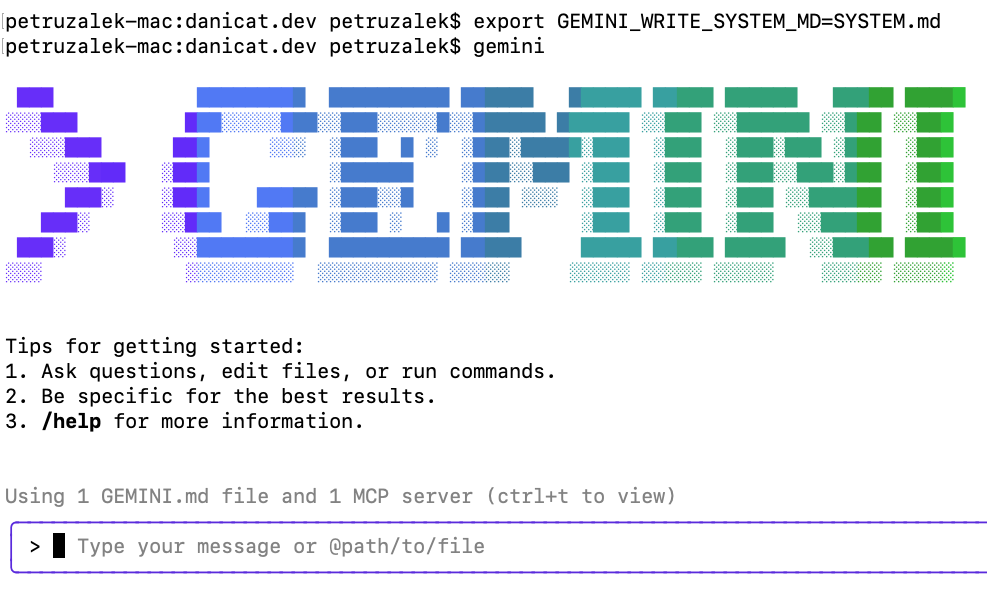 petruzalek-mac:danicat.dev petruzalek$ export GEMINI_WRITE_SYSTEM_MD=SYSTEM.md
petruzalek-mac:danicat.dev petruzalek$ gemini
> GEMINI
Tips for getting started:
1. Ask questions, edit files, or run commands.
2. Be specific for the best results.
3. /help for more information.
Using 1 GEMINI.md file and 1 MCP server (ctrl+t to view)
> Type your message or @path/to/file